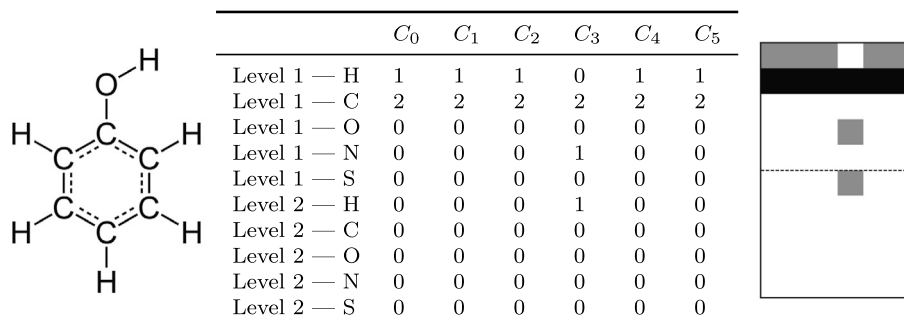 H
O
H C H
C C
C C
H C H
H
C0 C1 C2 C3 C4 C5
Level 1 — H 1 1 1 0 1 1
Level 1 — C 2 2 2 2 2 2
Level 1 — O 0 0 0 0 0 0
Level 1 — N 0 0 0 1 0 0
Level 1 — S 0 0 0 0 0 0
Level 2 — H 0 0 0 1 0 0
Level 2 — C 0 0 0 0 0 0
Level 2 — O 0 0 0 0 0 0
Level 2 — N 0 0 0 0 0 0
Level 2 — S 0 0 0 0 0 0